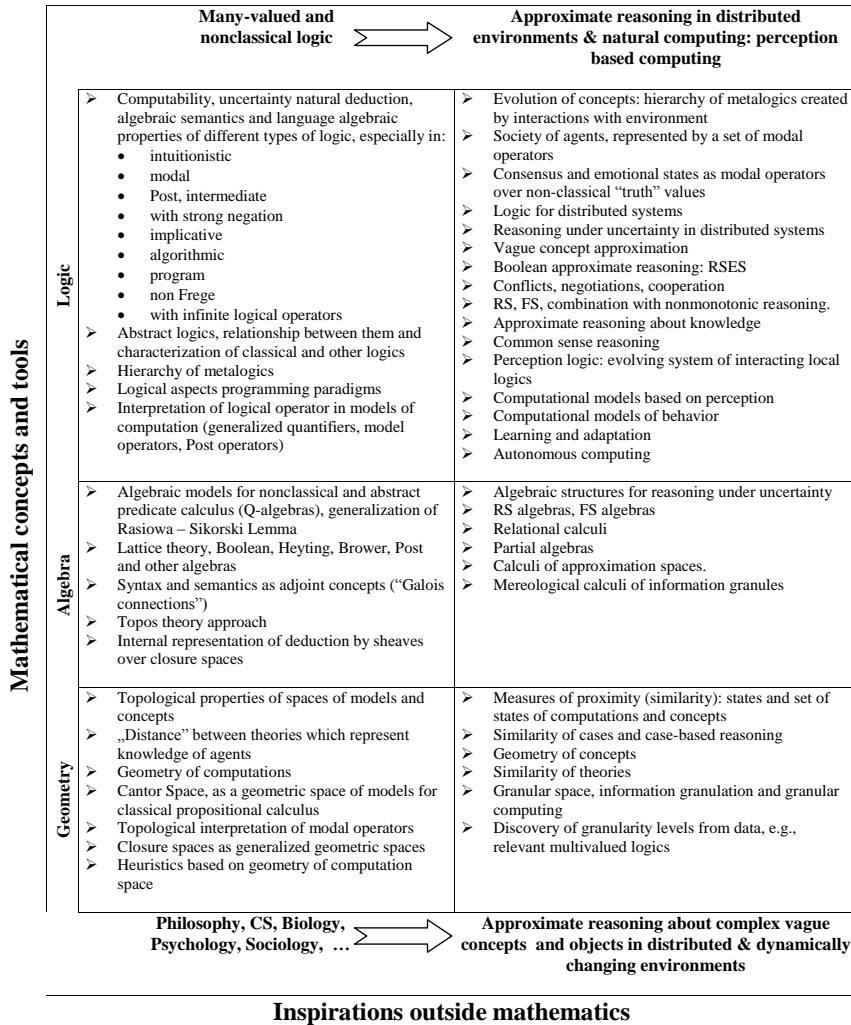 Many-valued and
nonclassical logic
Approximate reasoning in distributed
environments & natural computing: perception
based computing
Mathematical concepts and tools
Logic
➢ Computability, uncertainty natural deduction,
algebraic semantics and language algebraic
properties of different types of logic, especially in:
• intuitionistic
• modal
• Post, intermediate
• with strong negation
• implicative
• algorithmic
• program
• non Frege
• with infinite logical operators
➢ Abstract logics, relationship between them and
characterization of classical and other logics
➢ Hierarchy of metalogics
➢ Logical aspects programming paradigms
➢ Interpretation of logical operator in models of
computation (generalized quantifiers, model
operators, Post operators)
➢ Evolution of concepts: hierarchy of metalogics created
by interactions with environment
➢ Society of agents, represented by a set of modal
operators
➢ Consensus and emotional states as modal operators
over non-classical “truth” values
➢ Logic for distributed systems
➢ Reasoning under uncertainty in distributed systems
➢ Vague concept approximation
➢ Boolean approximate reasoning: RSES
➢ Conflicts, negotiations, cooperation
➢ RS, FS, combination with nonmonotonic reasoning.
➢ Approximate reasoning about knowledge
➢ Common sense reasoning
➢ Perception logic: evolving system of interacting local
logics
➢ Computational models based on perception
➢ Computational models of behavior
➢ Learning and adaptation
➢ Autonomous computing
Algebra
➢ Algebraic models for nonclassical and abstract
predicate calculus (Q-algebras), generalization of
Rasiowa – Sikorski Lemma
➢ Lattice theory, Boolean, Heyting, Brower, Post
and other algebras
➢ Syntax and semantics as adjoint concepts (“Galois
connections”)
➢ Topos theory approach
➢ Internal representation of deduction by sheaves
over closure spaces
➢ Algebraic structures for reasoning under uncertainty
➢ RS algebras, FS algebras
➢ Relational calculi
➢ Partial algebras
➢ Calculi of approximation spaces.
➢ Mereological calculi of information granules
Geometry
➢ Topological properties of spaces of models and
concepts
➢ „Distance” between theories which represent
knowledge of agents
➢ Geometry of computations
➢ Cantor Space, as a geometric space of models for
classical propositional calculus
➢ Topological interpretation of modal operators
➢ Closure spaces as generalized geometric spaces
➢ Heuristics based on geometry of computation
space
➢ Measures of proximity (similarity): states and set of
states of computations and concepts
➢ Similarity of cases and case-based reasoning
➢ Geometry of concepts
➢ Similarity of theories
➢ Granular space, information granulation and granular
computing
➢ Discovery of granularity levels from data, e.g.,
relevant multivalued logics
Philosophy, CS, Biology,
Psychology, Sociology, …
Approximate reasoning about complex vague
concepts and objects in distributed & dynamically
changing environments
Inspirations outside mathematics